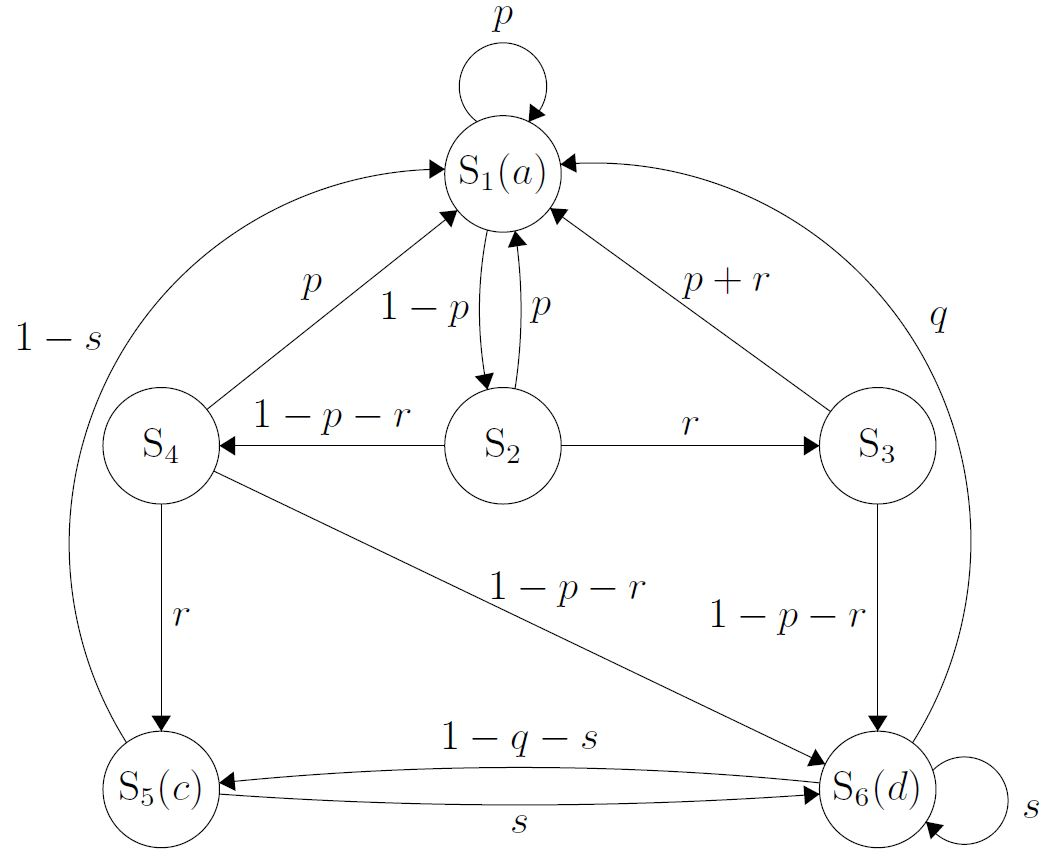 p
S₁(a)
p
1 − p
p
p + r
1 − s
q
S₄
1 − p − r
S₂
r
S₃
r
1 − p − r
1 − p − r
S₅(c)
1 − q − s
s
S₆(d)
s